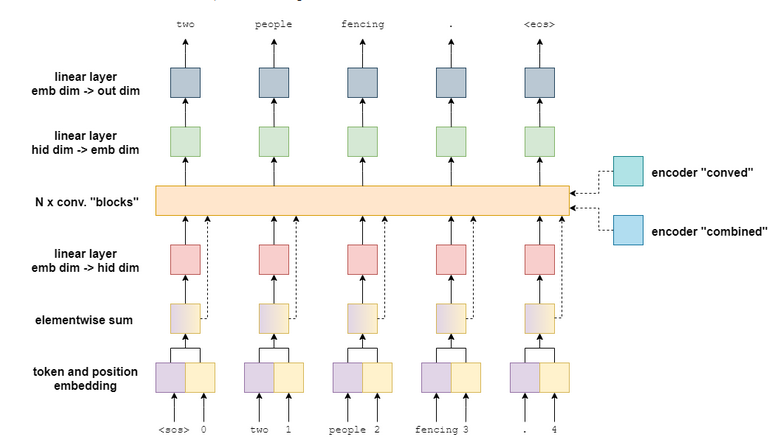 two people fencing . <eos>
linear layer
emb dim -> out dim
linear layer
hid dim -> emb dim
encoder "conved"
N x conv. "blocks"
encoder "combined"
linear layer
emb dim -> hid dim
elementwise sum
token and position
embedding
<sos> 0 two 1 people 2 fencing 3 . 4